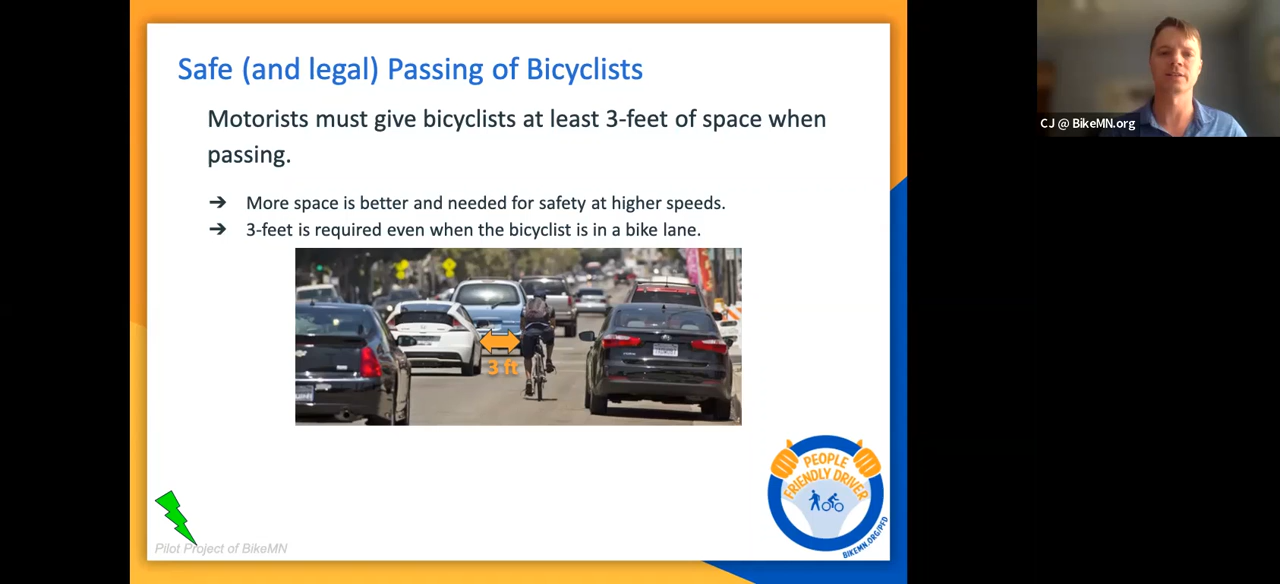 Safe (and legal) Passing of Bicyclists
Motorists must give bicyclists at least 3-feet of space when
passing.
➔ More space is better and needed for safety at higher speeds.
➔ 3-feet is required even when the bicyclist is in a bike lane.
3 ft
PEOPLE
FRIENDLY DRIVER
BIKEMN.ORG/PFD
Pilot Project of BikeMN
CJ @ BikeMN.org